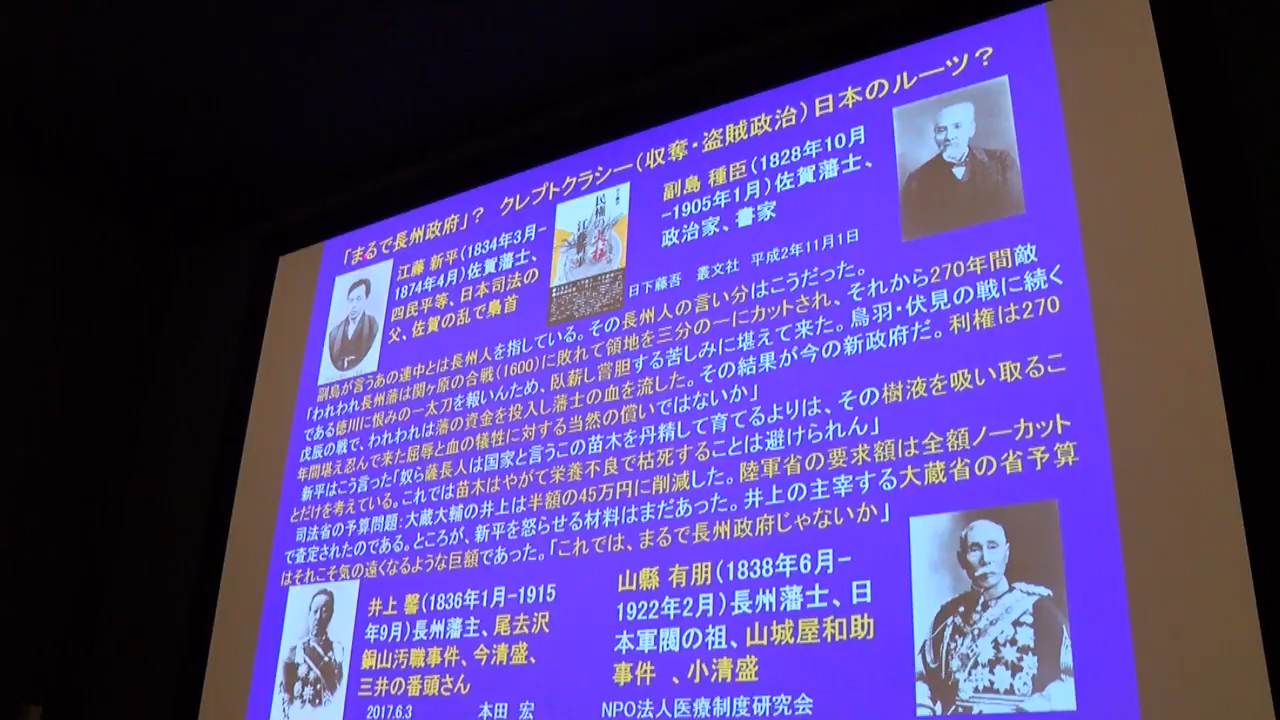 「まるで長州政府」？ クレプトクラシー（収奪・盗賊政治）日本のルーツ？
江藤 新平（1834年3月-
1874年4月）佐賀藩士、
四民平等、日本司法の
父、佐賀の乱で梟首
民権の火柱
江藤新平
日下藤吾 叢文社 平成2年11月1日
副島 種臣（1828年10月
-1905年1月）佐賀藩士、
政治家、書家
副島が言うあの連中とは長州人を指している。その長州人の言い分はこうだった。
「われわれ長州藩は関ヶ原の合戦（1600）に敗れて領地を三分の一にカットされ、それから270年間敵
である徳川に恨みの一太刀を報いんため、臥薪し嘗胆する苦しみに堪えて来た。鳥羽・伏見の戦に続く
戊辰の戦で、われわれは藩の資金を投入し藩士の血を流した。その結果が今の新政府だ。利権は270
年間堪え忍んで来た屈辱と血の犠牲に対する当然の償いではないか」
新平はこう言った「奴ら薩長人は国家と言うこの苗木を丹精して育てるよりは、その樹液を吸い取るこ
とだけを考えている。これでは苗木はやがて栄養不良で枯死することは避けられん」
司法省の予算問題：大蔵大輔の井上は半額の45万円に削減した。陸軍省の要求額は全額ノーカット
で査定されたのである。ところが、新平を怒らせる材料はまだあった。井上の主宰する大蔵省の省予算
はそれこそ気の遠くなるような巨額であった。「これでは、まるで長州政府じゃないか」
井上 馨（1836年1月-1915
年9月）長州藩主、尾去沢
銅山汚職事件、今清盛、
三井の番頭さん
山縣 有朋（1838年6月-
1922年2月）長州藩士、日
本軍閥の祖、山城屋和助
事件 、小清盛
2017.6.3 本田 宏 NPO法人医療制度研究会